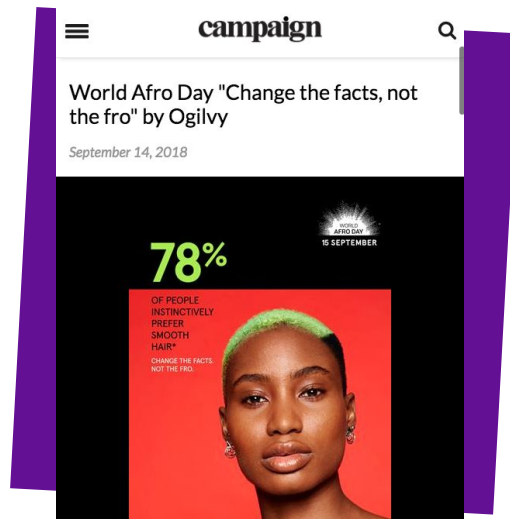 campaign
World Afro Day "Change the facts, not
the fro" by Ogilvy
September 14, 2018
WORLD
AFRO DAY
15 SEPTEMBER
78%
OF PEOPLE
INSTINCTIVELY
PREFER
SMOOTH
HAIR*
CHANGE THE FACTS.
NOT THE FRO.